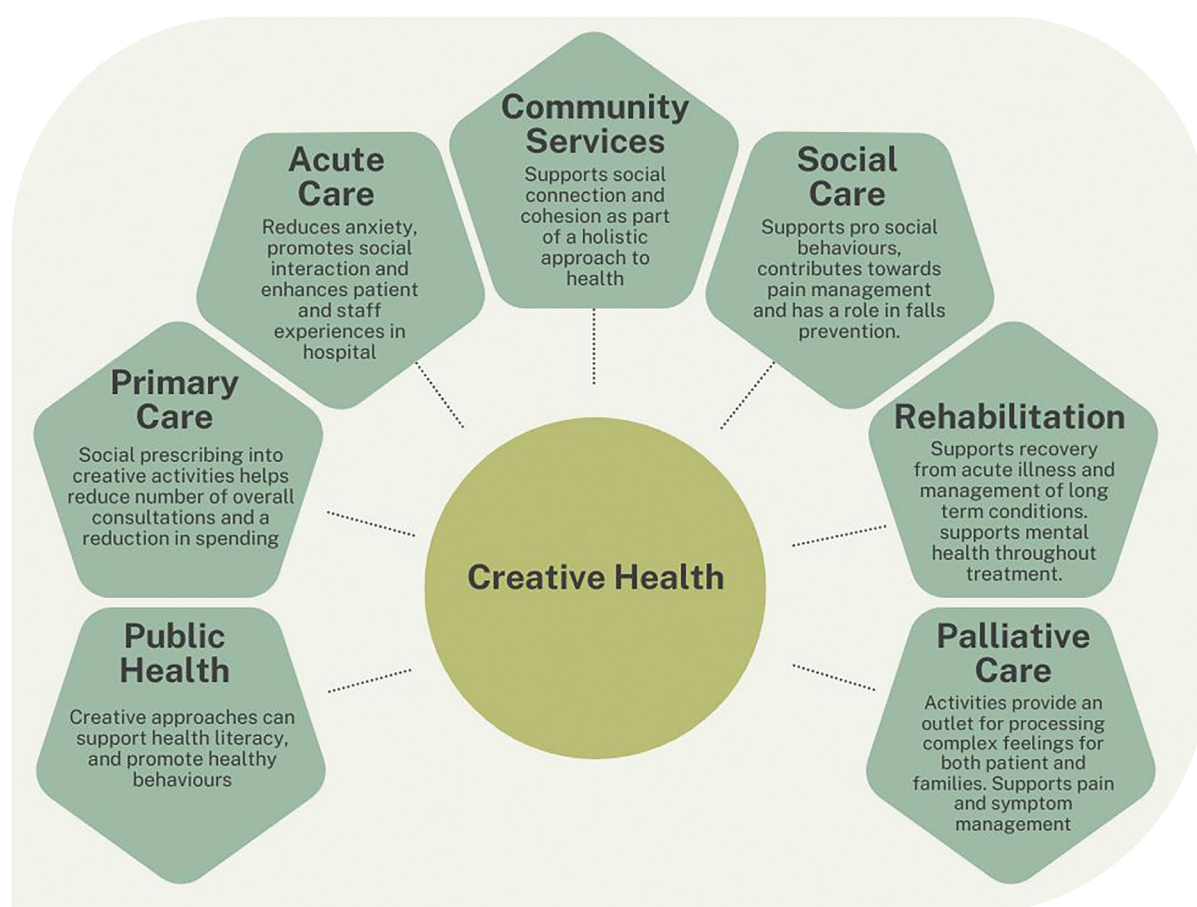 Community
Services
Supports social
connection and
cohesion as part
of a holistic
approach to
health
Acute
Care
Reduces anxiety,
promotes social
interaction and
enhances patient
and staff
experiences in
hospital
Social
Care
Supports pro social
behaviours,
contributes towards
pain management
and has a role in falls
prevention.
Primary
Care
Social prescribing into
creative activities helps
reduce number of overall
consultations and a
reduction in spending
Rehabilitation
Supports recovery
from acute illness and
management of long
term conditions.
supports mental
health throughout
treatment.
Creative Health
Public
Health
Creative approaches can
support health literacy,
and promote healthy
behaviours
Palliative
Care
Activities provide an
outlet for processing
complex feelings for
both patient and
families. Supports pain
and symptom
management